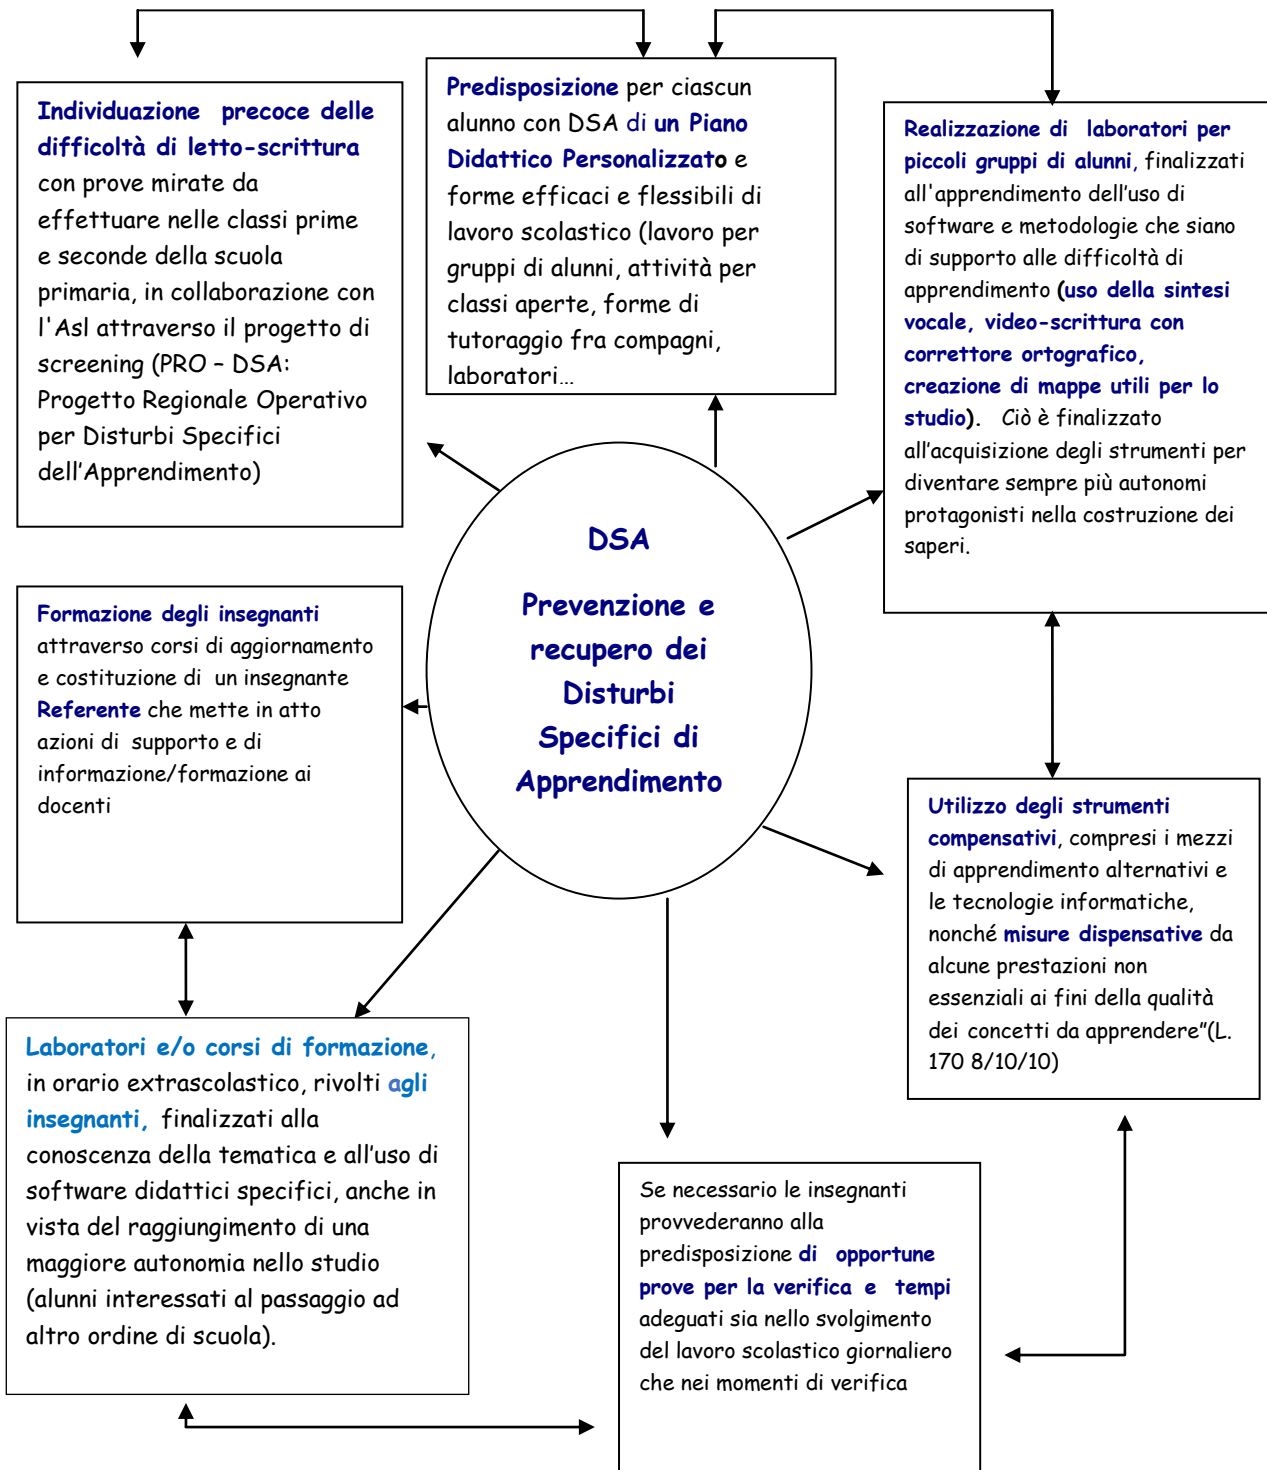 Individuazione  precoce delle
difficoltà di letto-scrittura
con prove mirate da
effettuare nelle classi prime
e seconde della scuola
primaria, in collaborazione con
l'Asl attraverso il progetto di
screening (PRO – DSA:
Progetto Regionale Operativo
per Disturbi Specifici
dell'Apprendimento)
Predisposizione per ciascun
alunno con DSA di un Piano
Didattico Personalizzato e
forme efficaci e flessibili di
lavoro scolastico (lavoro per
gruppi di alunni, attività per
classi aperte, forme di
tutoraggio fra compagni,
laboratori…
Realizzazione di  laboratori per
piccoli gruppi di alunni, finalizzati
all'apprendimento dell'uso di
software e metodologie che siano
di supporto alle difficoltà di
apprendimento (uso della sintesi
vocale, video-scrittura con
correttore ortografico,
creazione di mappe utili per lo
studio).  Ciò è finalizzato
all'acquisizione degli strumenti per
diventare sempre più autonomi
protagonisti nella costruzione dei
saperi.
DSA
Prevenzione e
recupero dei
Disturbi
Specifici di
Apprendimento
Formazione degli insegnanti
attraverso corsi di aggiornamento
e costituzione di  un insegnante
Referente che mette in atto
azioni di  supporto e di
informazione/formazione ai
docenti
Utilizzo degli strumenti
compensativi, compresi i mezzi
di apprendimento alternativi e
le tecnologie informatiche,
nonché misure dispensative da
alcune prestazioni non
essenziali ai fini della qualità
dei concetti da apprendere"(L.
170 8/10/10)
Laboratori e/o corsi di formazione,
in orario extrascolastico, rivolti agli
insegnanti,  finalizzati alla
conoscenza della tematica e all'uso di
software didattici specifici, anche in
vista del raggiungimento di una
maggiore autonomia nello studio
(alunni interessati al passaggio ad
altro ordine di scuola).
Se necessario le insegnanti
provvederanno alla
predisposizione di  opportune
prove per la verifica e  tempi
adeguati sia nello svolgimento
del lavoro scolastico giornaliero
che nei momenti di verifica